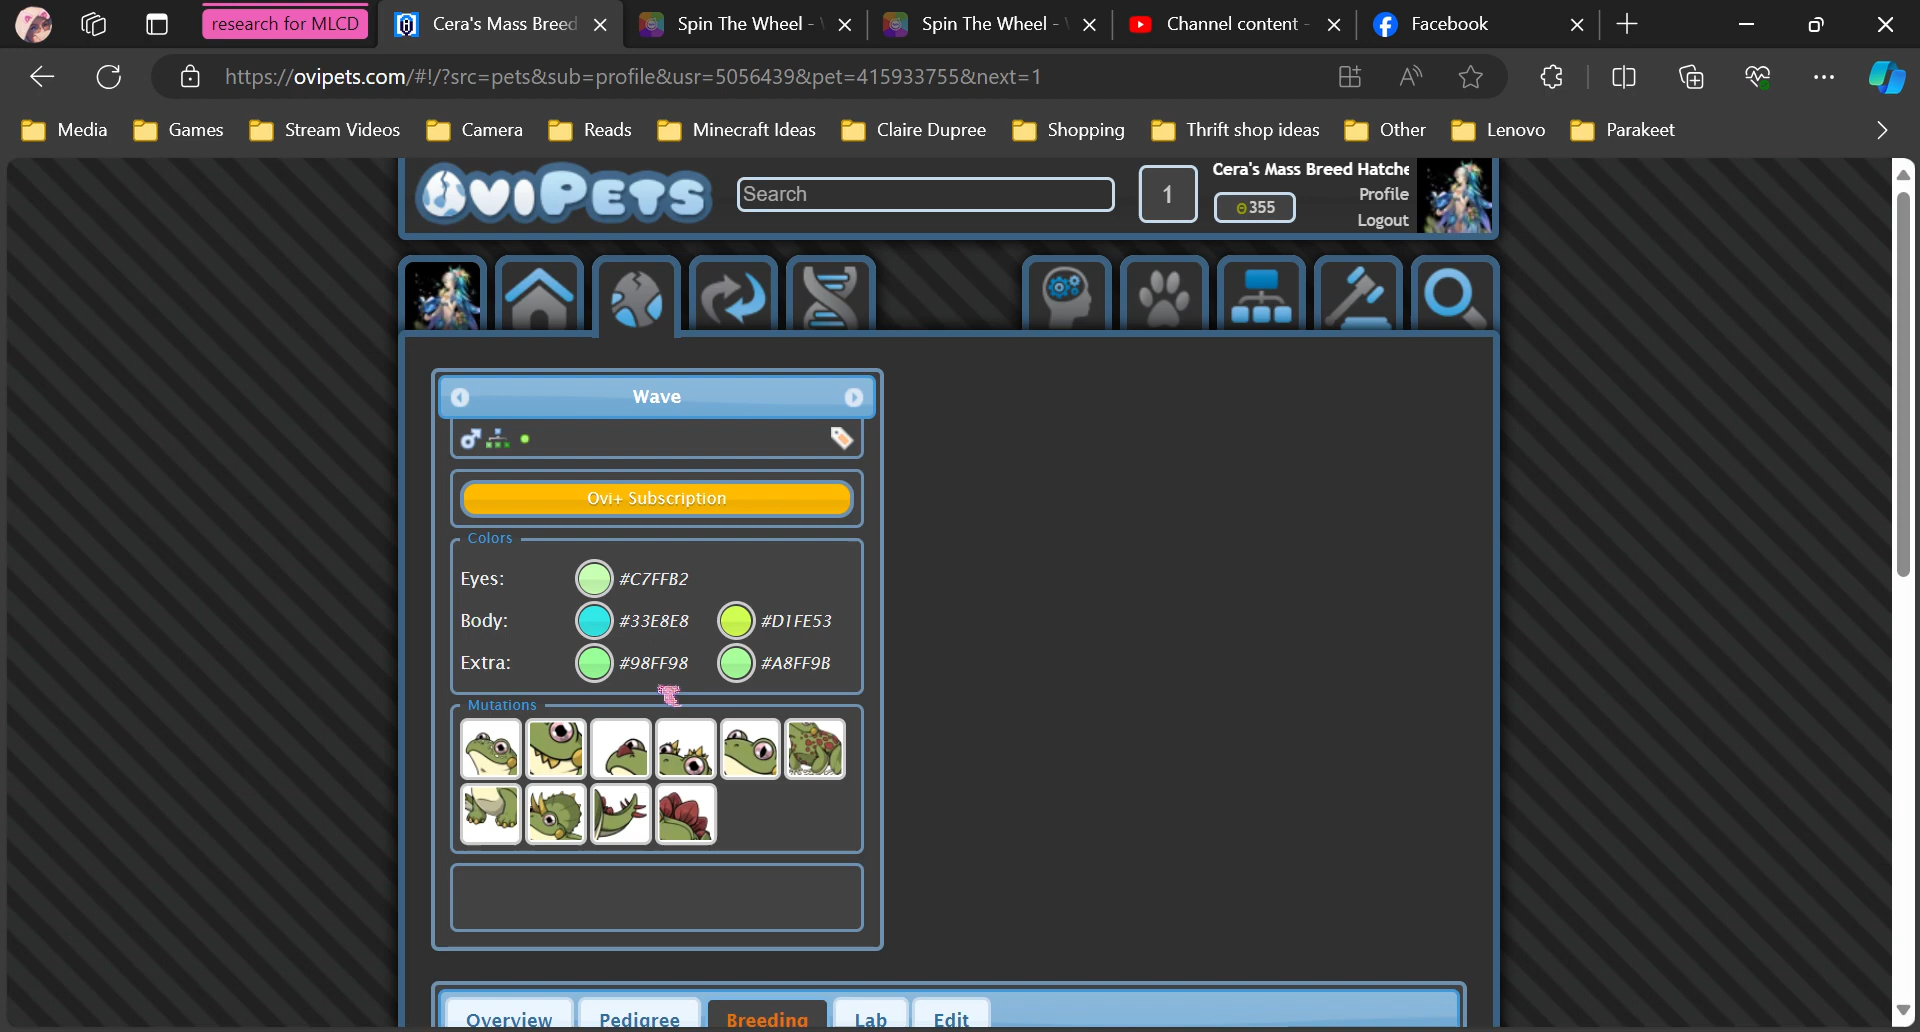 research for MLCD
Cera's Mass Breed
Spin The Wheel -
Spin The Wheel -
Channel content -
Facebook
https://ovipets.com/#!/?src=pets&sub=profile&usr=5056439&pet=415933755&next=1
Media
Games
Stream Videos
Camera
Reads
Minecraft Ideas
Claire Dupree
Shopping
Thrift shop ideas
Other
Lenovo
Parakeet
OviPets
Search
1
Cera's Mass Breed Hatche
355
Profile
Logout
Wave
Ovi+ Subscription
Colors
Eyes: #C7FFB2
Body: #33E8E8 #D1FE53
Extra: #98FF98 #A8FF9B
Mutations
Overview Pedigree Breeding Lab Edit